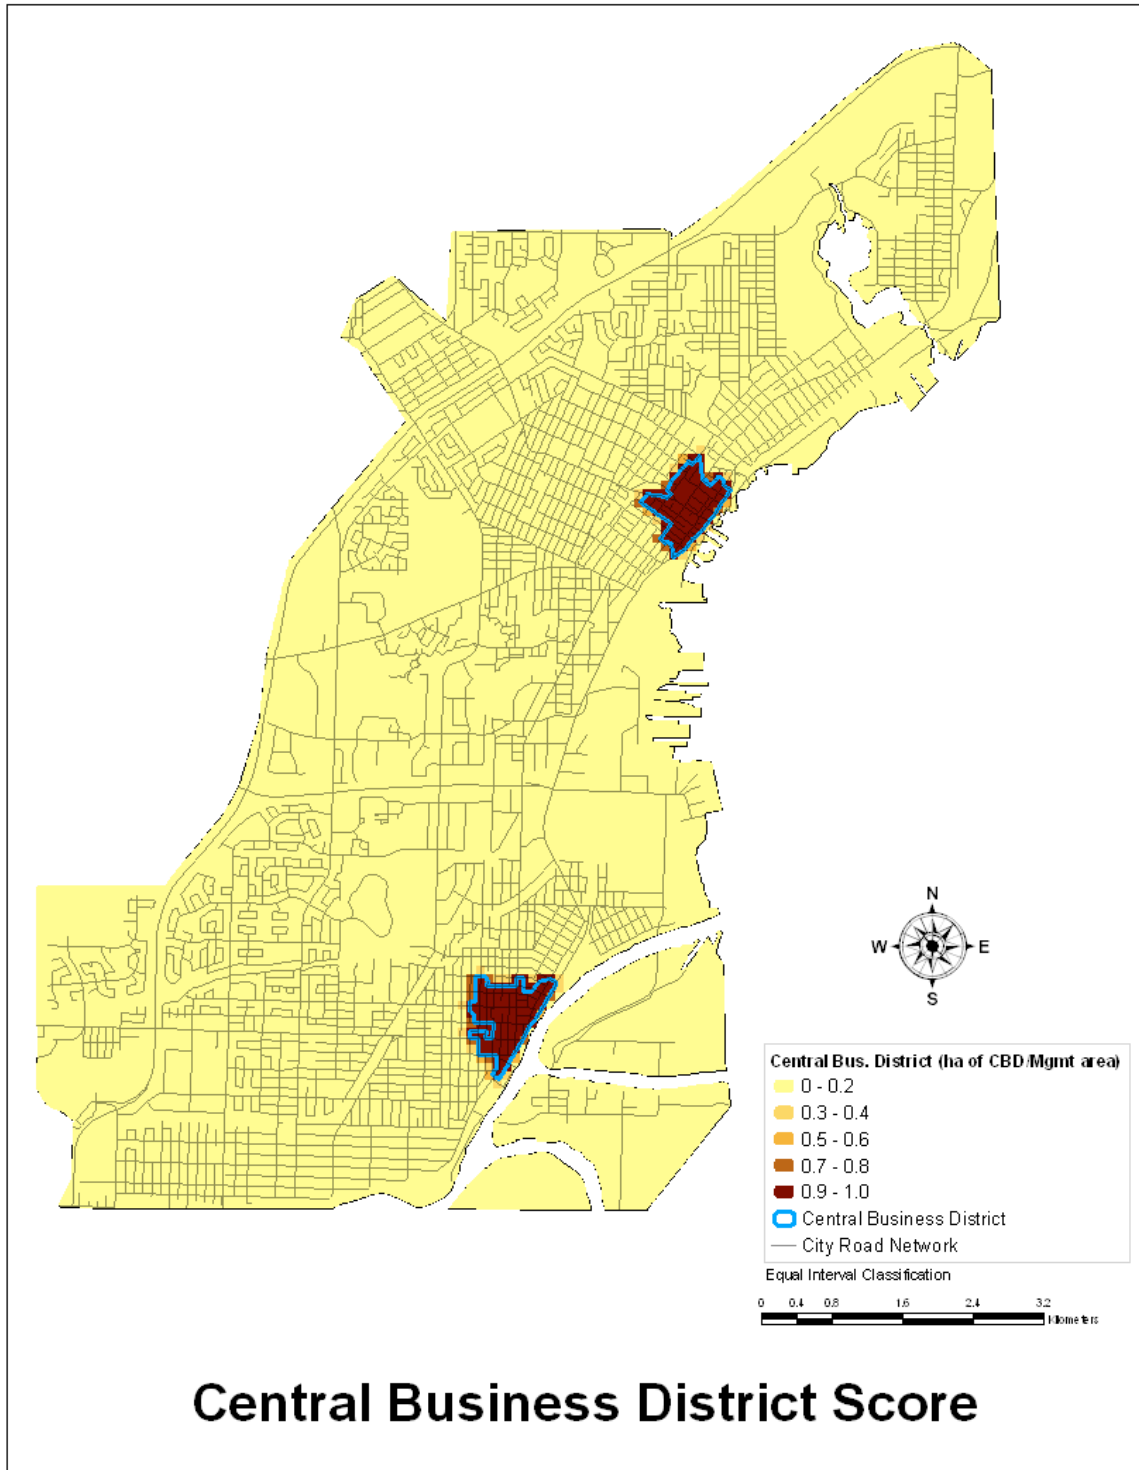 N
W E
S
Central Bus. District (ha of CBD/Mgmt area)
0 - 0.2
0.3 - 0.4
0.5 - 0.6
0.7 - 0.8
0.9 - 1.0
Central Business District
City Road Network
Equal Interval Classification
0 0.4 0.8 1.6 2.4 3.2
Kilometers
Central Business District Score